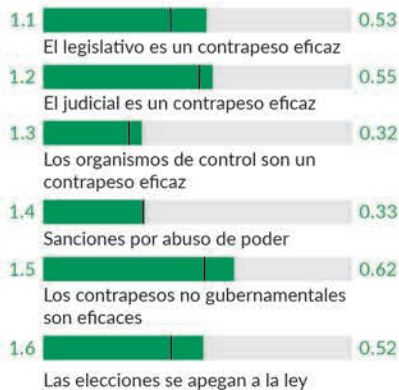 1.1 0.53
El legislativo es un contrapeso eficaz
1.2 0.55
El judicial es un contrapeso eficaz
1.3 0.32
Los organismos de control son un
contrapeso eficaz
1.4 0.33
Sanciones por abuso de poder
1.5 0.62
Los contrapesos no gubernamentales
son eficaces
1.6 0.52
Las elecciones se apegan a la ley